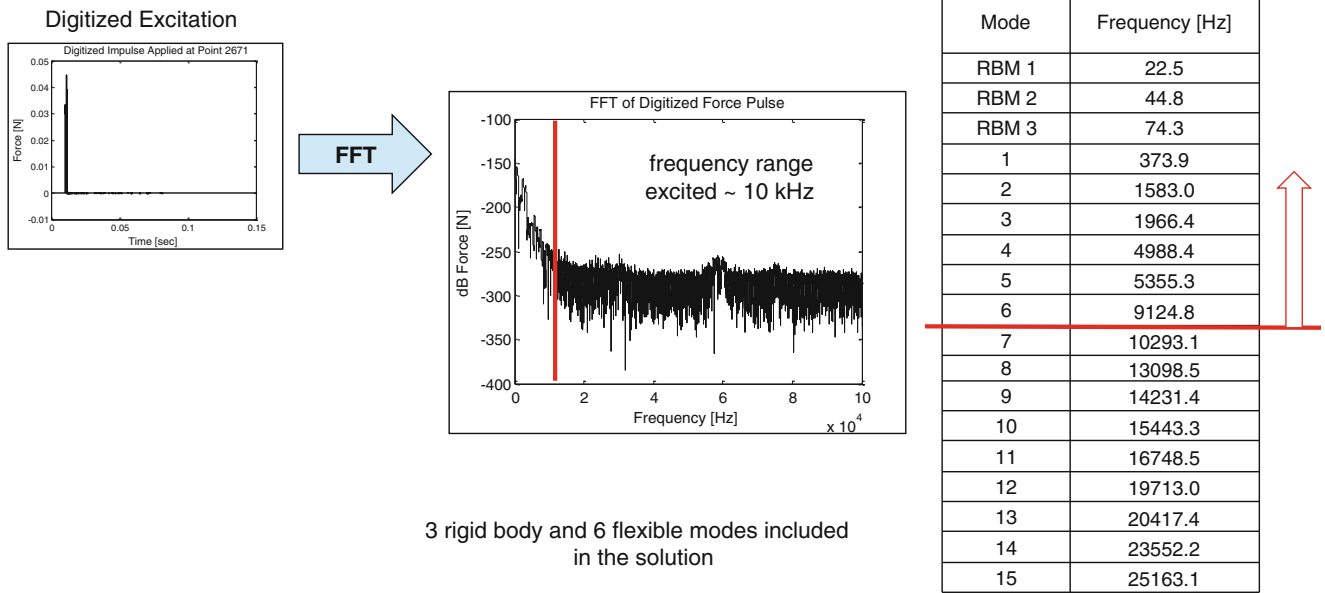 Digitized Excitation
Digitized Impulse Applied at Point 2671
0.05
0.04
0.03
0.02
0.01
0
-0.01
Force [N]
0 0.05 0.1 0.15
Time [sec]
FFT
FFT of Digitized Force Pulse
-100
-150
-200
-250
-300
-350
-400
dB Force [N]
frequency range
excited ~ 10 kHz
0 2 4 6 8 10
Frequency [Hz]
x 10^4
3 rigid body and 6 flexible modes included
in the solution
Mode Frequency [Hz]
RBM 1 22.5
RBM 2 44.8
RBM 3 74.3
1 373.9
2 1583.0
3 1966.4
4 4988.4
5 5355.3
6 9124.8
7 10293.1
8 13098.5
9 14231.4
10 15443.3
11 16748.5
12 19713.0
13 20417.4
14 23552.2
15 25163.1